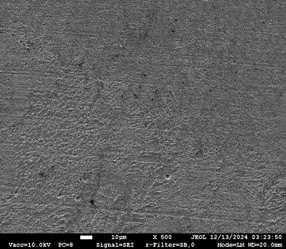 10µm X 500 JEOL 12/13/2024 03:23:50
Vacc=10.0kV PC=8 Signal=SEI r-Filter=SB,0 Mode=LM WD=20.0mm